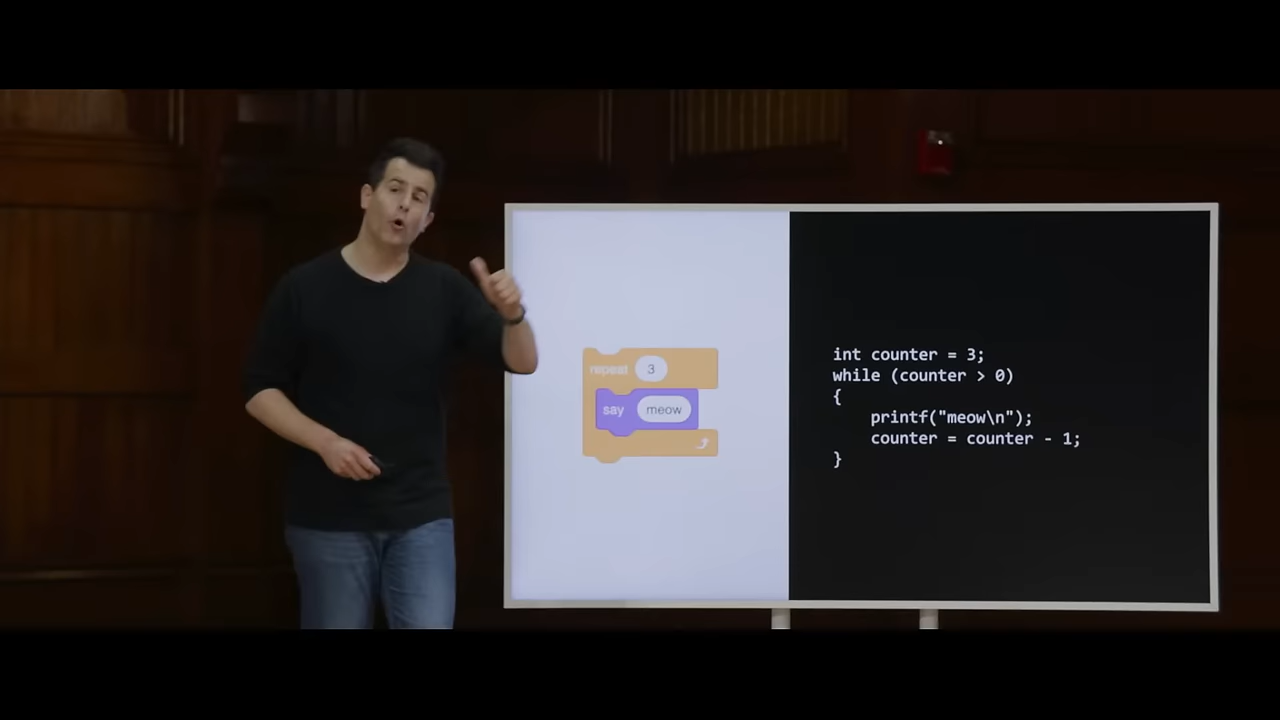 repeat 3
say meow
int counter = 3;
while (counter > 0)
{
    printf("meow\n");
    counter = counter - 1;
}